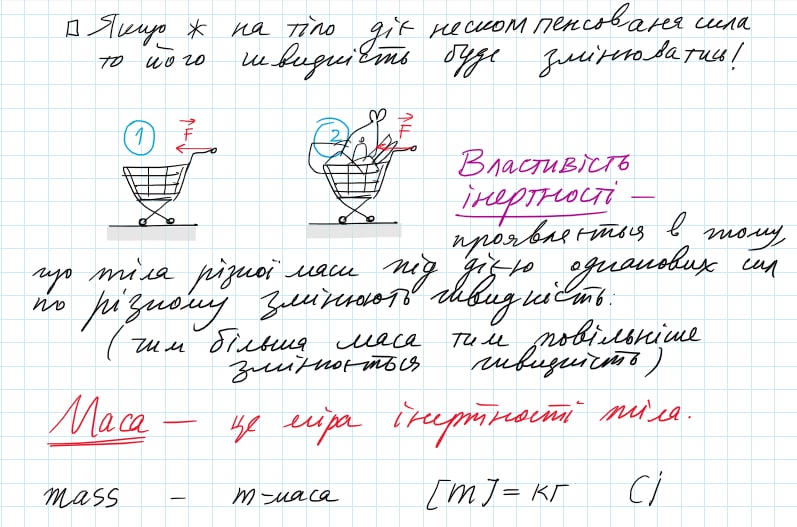 □ Якщо * на тіло діє нескомпенсована сила
то його швидкість буде змінюватись!
1 F 2 F
Властивість
інертності —
проявляється в тому,
що тіла різної маси під дією однакових сил
по різному змінюють швидкість:
(чим більша маса тим повільніше
змінюється швидкість)
Маса — це міра інертності тіла.
mass – m-маса [m] = кг Сі